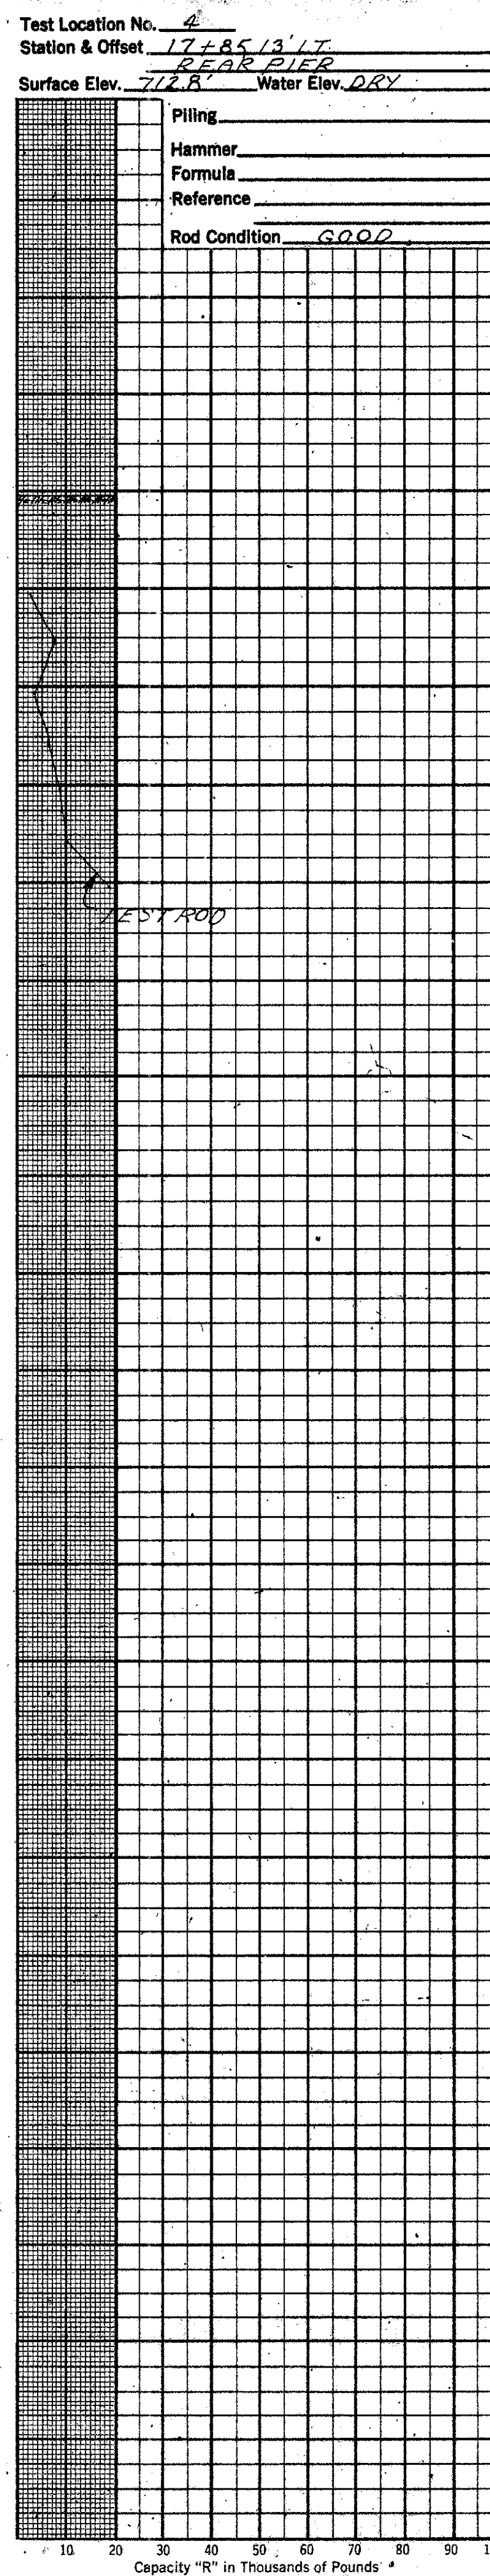 Test Location No. 4
Station & Offset 17+85 13' LT.
REAR PIER
Surface Elev. 712.8' Water Elev. DRY
Piling
Hammer
Formula
Reference
Rod Condition GOOD
TEST ROD
10 20 30 40 50 60 70 80 90 1
Capacity "R" in Thousands of Pounds